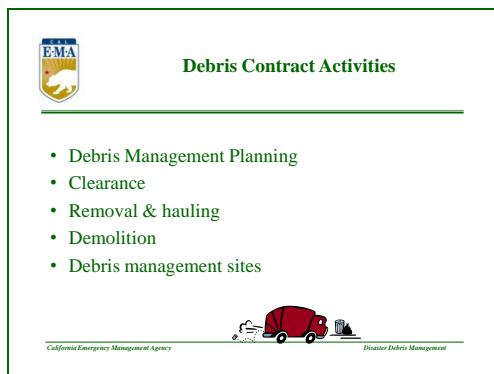 CAL
E·M·A
Debris Contract Activities
• Debris Management Planning
• Clearance
• Removal & hauling
• Demolition
• Debris management sites
California Emergency Management Agency
Disaster Debris Management